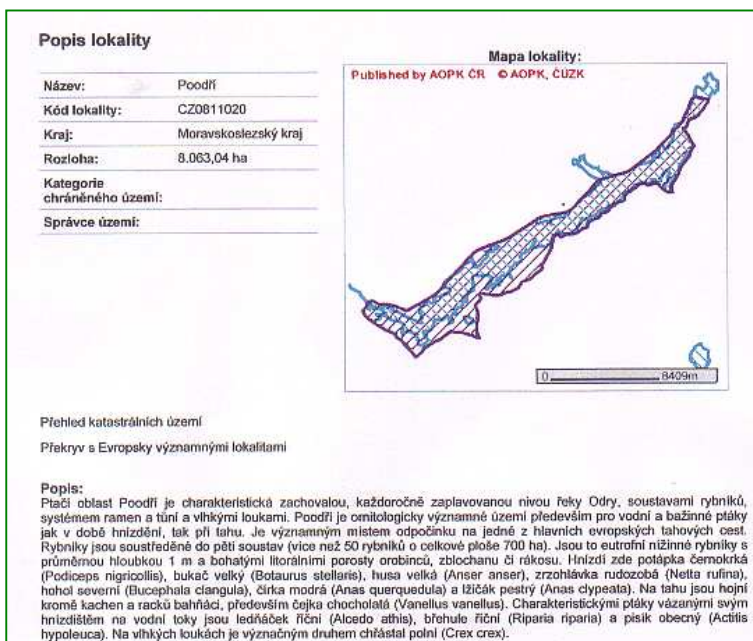 Popis lokality
Název: Poodří
Kód lokality: CZ0811020
Kraj: Moravskoslezský kraj
Rozloha: 8.063,04 ha
Kategorie
chráněného území:
Správce území:
Mapa lokality:
Published by AOPK ČR © AOPK, ČÚZK
0 8409m
Přehled katastrálních území
Překryv s Evropsky významnými lokalitami
Popis:
Ptačí oblast Poodří je charakteristická zachovalou, každoročně zaplavovanou nivou řeky Odry, soustavami rybníků,
systémem ramen a tůní a vlhkými loukami. Poodří je ornitologicky významné území především pro vodní a bažinné ptáky
jak v době hnízdění, tak při tahu. Je významným místem odpočinku na jedné z hlavních evropských tahových cest.
Rybníky jsou soustředěné do pěti soustav (více než 50 rybníků o celkové ploše 700 ha). Jsou to eutrofní nížinné rybníky s
průměrnou hloubkou 1 m a bohatými litorálními porosty orobinců, zblochanu či rákosu. Hnízdí zde potápka černokrká
(Podiceps nigricollis), bukač velký (Botaurus stellaris), husa velká (Anser anser), zrzohlávka rudozobá (Netta rufina),
hohol severní (Bucephala clangula), čírka modrá (Anas querquedula) a lžičák pestrý (Anas clypeata). Na tahu jsou hojní
kromě kachen a racků bahňáci, především čejka chocholatá (Vanellus vanellus). Charakteristickými ptáky vázanými svým
hnízdištěm na vodní toky jsou ledňáček říční (Alcedo athis), břehule říční (Riparia riparia) a pisík obecný (Actitis
hypoleuca). Na vlhkých loukách je význačným druhem chřástal polní (Crex crex).